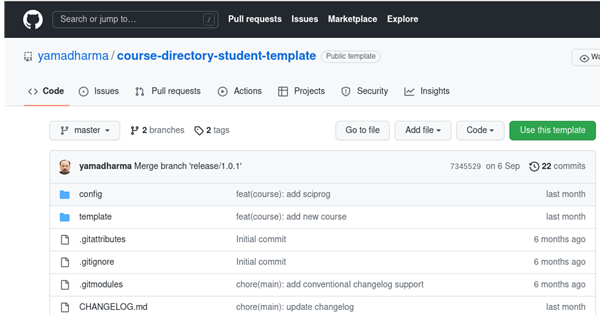 Search or jump to… / Pull requests Issues Marketplace Explore
yamadharma / course-directory-student-template Public template
Code Issues Pull requests Actions Projects Security Insights
master 2 branches 2 tags Go to file Add file Code Use this template
yamadharma Merge branch 'release/1.0.1' 7345529 on 6 Sep 22 commits
config feat(course): add sciprog last month
template feat(course): add new course last month
.gitattributes Initial commit 6 months ago
.gitignore Initial commit 6 months ago
.gitmodules chore(main): add conventional changelog support 6 months ago
CHANGELOG.md chore(main): update changelog last month